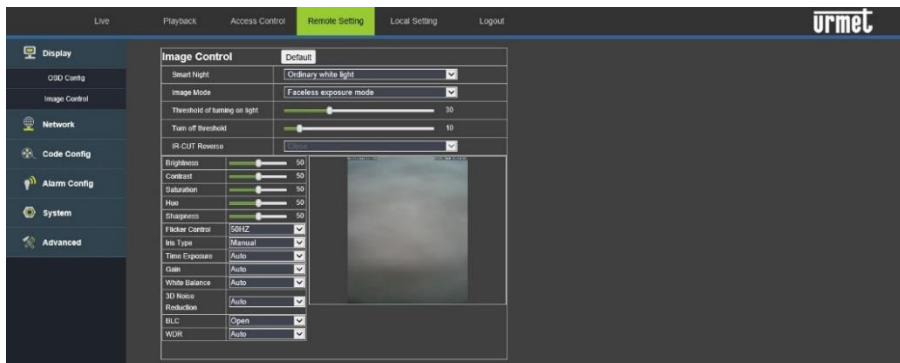 Live Playback Access Control Remote Setting Local Setting Logout urmet
Display
OSD Config
Image Control
Network
Code Config
Alarm Config
System
Advanced
Image Control Default
Smart Night Ordinary white light
Image Mode Faceless exposure mode
Threshold of turning on light 30
Turn off threshold 10
IR-CUT Reverse Close
Brightness 50
Contrast 50
Saturation 50
Hue 50
Sharpness 50
Flicker Control 50HZ
Iris Type Manual
Time Exposure Auto
Gain Auto
White Balance Auto
3D Noise
Reduction Auto
BLC Open
WDR Auto